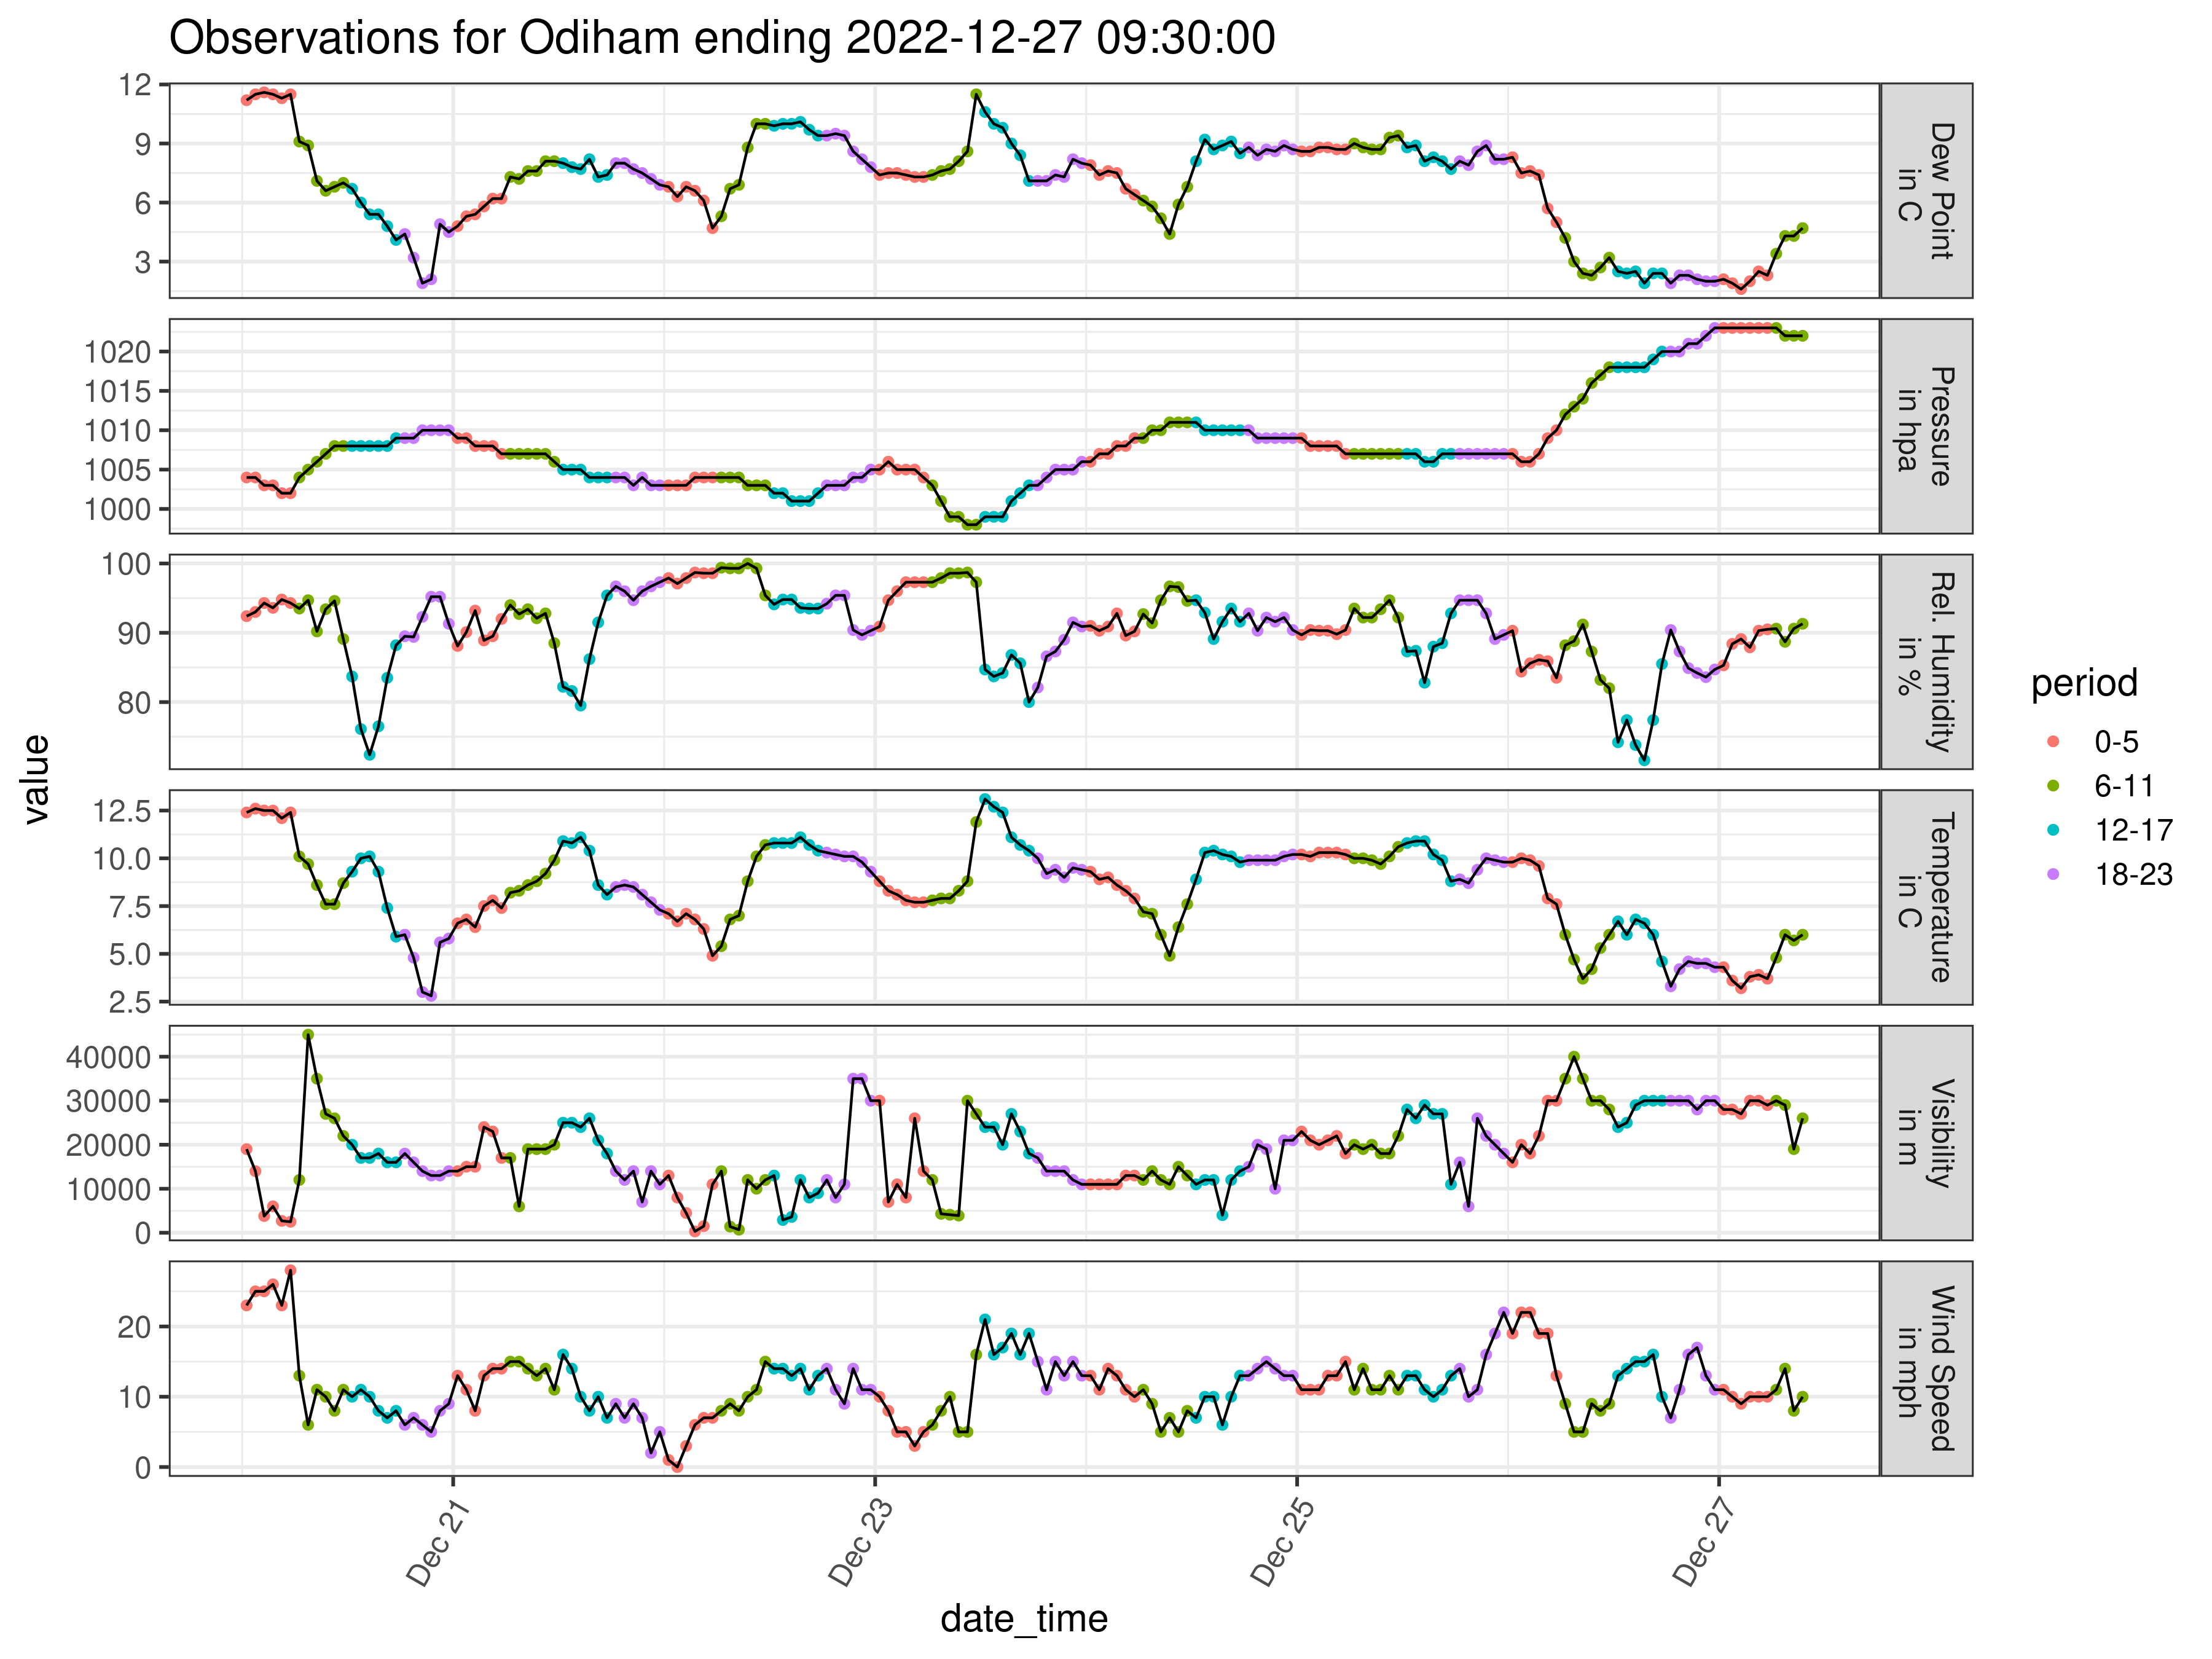 Observations for Odiham ending 2022-12-27 09:30:00
12
9
6
3
Dew Point
in C
1020
1015
1010
1005
1000
Pressure
in hpa
100
90
80
Rel. Humidity
in %
12.5
10.0
7.5
5.0
2.5
Temperature
in C
40000
30000
20000
10000
0
Visibility
in m
20
10
0
Wind Speed
in mph
value
Dec 21
Dec 23
Dec 25
Dec 27
date_time
period
0-5
6-11
12-17
18-23